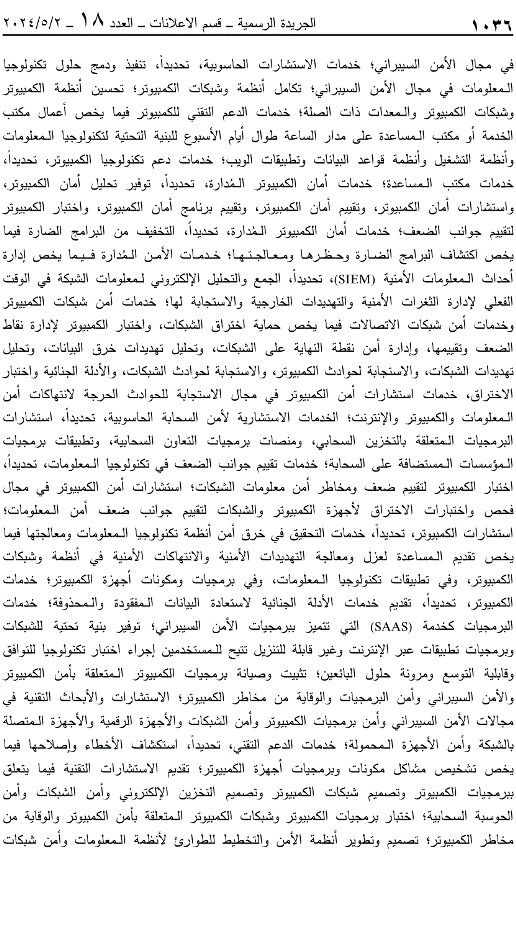 ١٠٣٦ الجريدة الرسمية ــ قسم الاعلانات ــ العدد ١٨ ــ ٢٠٢٤/٥/٢
في مجال الأمن السيبراني؛ خدمات الاستشارات الحاسوبية، تحديداً، تنفيذ ودمج حلول تكنولوجيا
المعلومات في مجال الأمن السيبراني؛ تكامل أنظمة وشبكات الكمبيوتر؛ تحسين أنظمة الكمبيوتر
وشبكات الكمبيوتر والمعدات ذات الصلة؛ خدمات الدعم التقني للكمبيوتر فيما يخص أعمال مكتب
الخدمة أو مكتب المساعدة على مدار الساعة طوال أيام الأسبوع للبنية التحتية لتكنولوجيا المعلومات
وأنظمة التشغيل وأنظمة قواعد البيانات وتطبيقات الويب؛ خدمات دعم تكنولوجيا الكمبيوتر، تحديداً،
خدمات مكتب المساعدة؛ خدمات أمان الكمبيوتر المُدارة، تحديداً، توفير تحليل أمان الكمبيوتر،
واستشارات أمان الكمبيوتر، وتقييم أمان الكمبيوتر، وتقييم برنامج أمان الكمبيوتر، واختبار الكمبيوتر
لتقييم جوانب الضعف؛ خدمات أمان الكمبيوتر المُدارة، تحديداً، التخفيف من البرامج الضارة فيما
يخص اكتشاف البرامج الضارة وحظرها ومعالجتها؛ خدمات الأمن المُدارة فيما يخص إدارة
أحداث المعلومات الأمنية (SIEM)، تحديداً، الجمع والتحليل الإلكتروني لمعلومات الشبكة في الوقت
الفعلي لإدارة الثغرات الأمنية والتهديدات الخارجية والاستجابة لها؛ خدمات أمن شبكات الكمبيوتر
وخدمات أمن شبكات الاتصالات فيما يخص حماية اختراق الشبكات، واختبار الكمبيوتر لإدارة نقاط
الضعف وتقييمها، وإدارة أمن نقطة النهاية على الشبكات، وتحليل تهديدات خرق البيانات، وتحليل
تهديدات الشبكات، والاستجابة لحوادث الكمبيوتر، والاستجابة لحوادث الشبكات، والأدلة الجنائية واختبار
الاختراق، خدمات استشارات أمن الكمبيوتر في مجال الاستجابة للحوادث الحرجة لانتهاكات أمن
المعلومات والكمبيوتر والإنترنت؛ الخدمات الاستشارية لأمن السحابة الحاسوبية، تحديداً، استشارات
البرمجيات المتعلقة بالتخزين السحابي، ومنصات برمجيات التعاون السحابية، وتطبيقات برمجيات
المؤسسات المستضافة على السحابة؛ خدمات تقييم جوانب الضعف في تكنولوجيا المعلومات، تحديداً،
اختبار الكمبيوتر لتقييم ضعف ومخاطر أمن معلومات الشبكات؛ استشارات أمن الكمبيوتر في مجال
فحص واختبارات الاختراق لأجهزة الكمبيوتر والشبكات لتقييم جوانب ضعف أمن المعلومات؛
استشارات الكمبيوتر، تحديداً، خدمات التحقيق في خرق أمن أنظمة تكنولوجيا المعلومات ومعالجتها فيما
يخص تقديم المساعدة لعزل ومعالجة التهديدات الأمنية والانتهاكات الأمنية في أنظمة وشبكات
الكمبيوتر، وفي تطبيقات تكنولوجيا المعلومات، وفي برمجيات ومكونات أجهزة الكمبيوتر؛ خدمات
الكمبيوتر، تحديداً، تقديم خدمات الأدلة الجنائية لاستعادة البيانات المفقودة والمحذوفة؛ خدمات
البرمجيات كخدمة (SAAS) التي تتميز ببرمجيات الأمن السيبراني؛ توفير بنية تحتية للشبكات
وبرمجيات تطبيقات عبر الإنترنت وغير قابلة للتنزيل تتيح للمستخدمين إجراء اختبار تكنولوجيا للتوافق
وقابلية التوسع ومرونة حلول البائعين؛ تثبيت وصيانة برمجيات الكمبيوتر المتعلقة بأمن الكمبيوتر
والأمن السيبراني وأمن البرمجيات والوقاية من مخاطر الكمبيوتر؛ الاستشارات والأبحاث التقنية في
مجالات الأمن السيبراني وأمن برمجيات الكمبيوتر وأمن الشبكات والأجهزة الرقمية والأجهزة المتصلة
بالشبكة وأمن الأجهزة المحمولة؛ خدمات الدعم التقني، تحديداً، استكشاف الأخطاء وإصلاحها فيما
يخص تشخيص مشاكل مكونات وبرمجيات أجهزة الكمبيوتر؛ تقديم الاستشارات التقنية فيما يتعلق
ببرمجيات الكمبيوتر وتصميم شبكات الكمبيوتر وتصميم التخزين الإلكتروني وأمن الشبكات وأمن
الحوسبة السحابية؛ اختبار برمجيات الكمبيوتر وشبكات الكمبيوتر المتعلقة بأمن الكمبيوتر والوقاية من
مخاطر الكمبيوتر؛ تصميم وتطوير أنظمة الأمن والتخطيط للطوارئ لأنظمة المعلومات وأمن شبكات